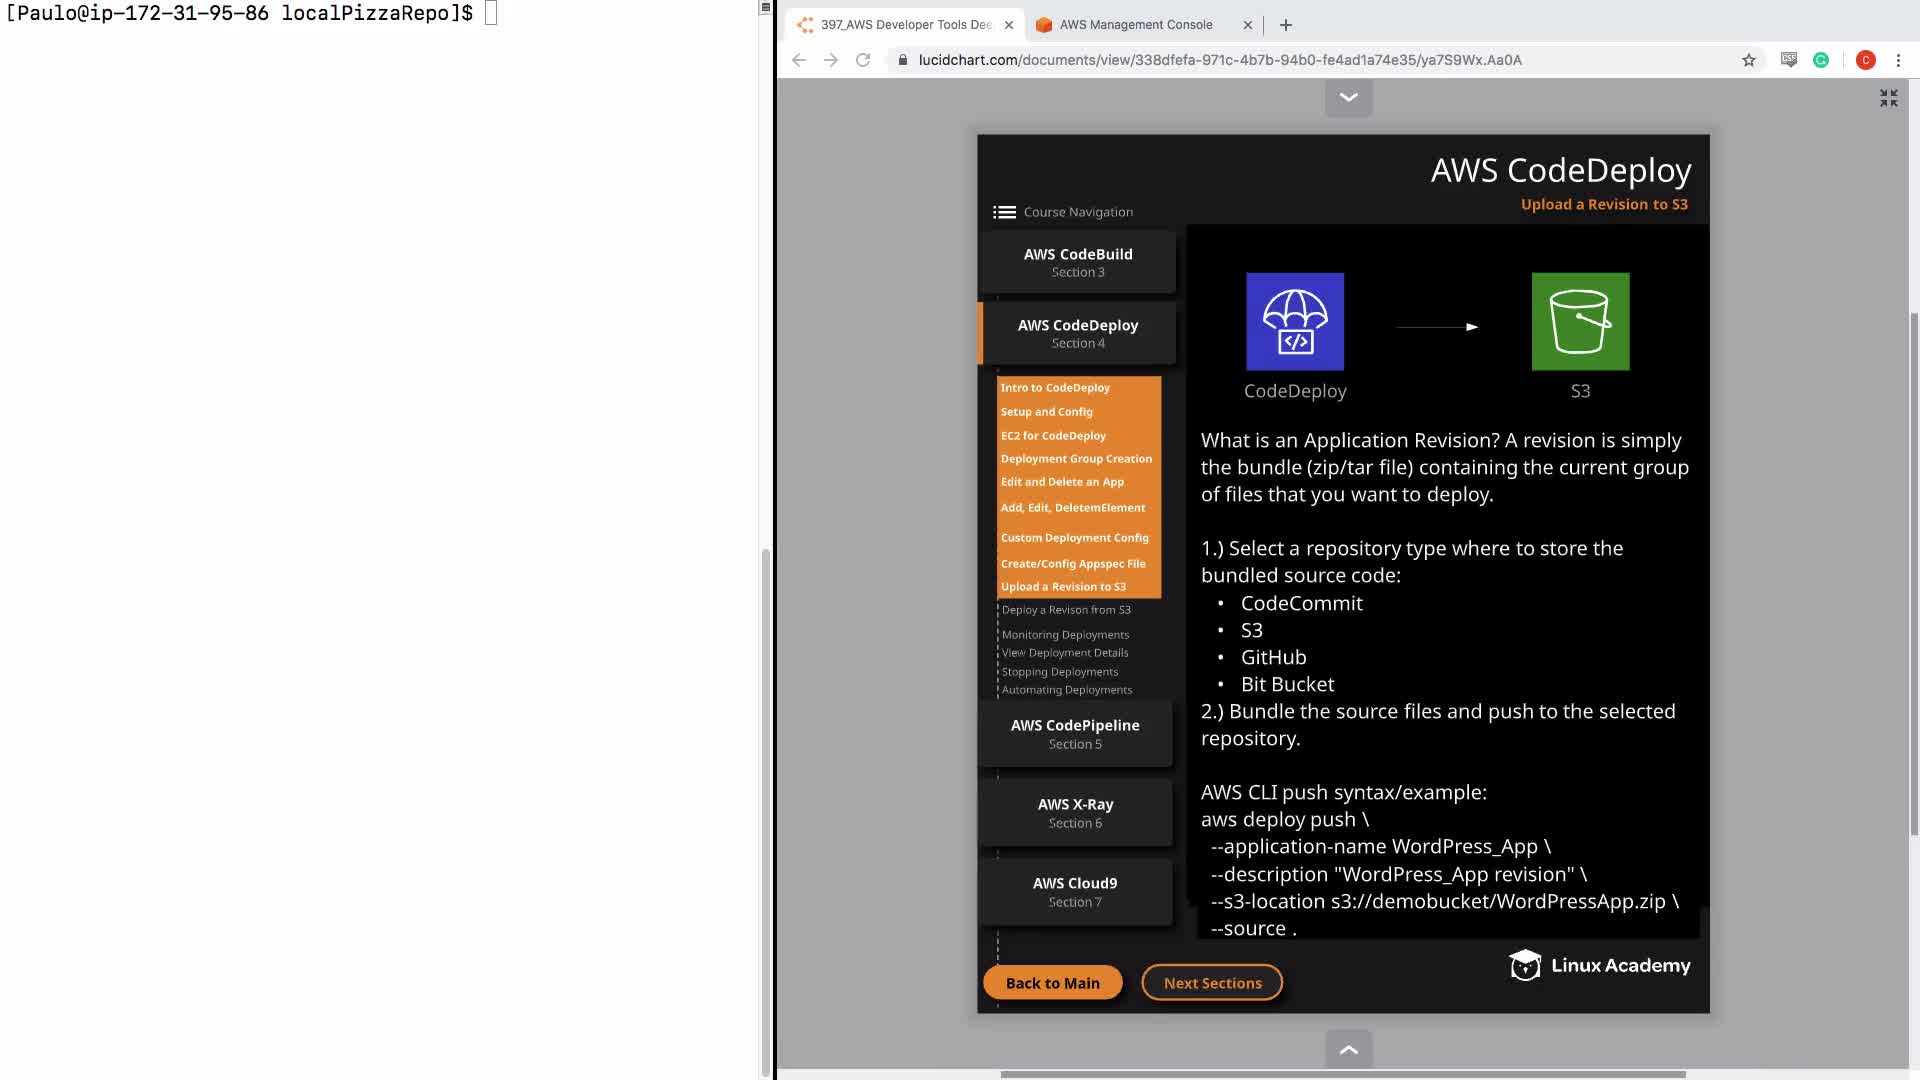 [Paulo@ip-172-31-95-86 localPizzaRepo]$
397_AWS Developer Tools Dee
AWS Management Console
lucidchart.com/documents/view/338dfefa-971c-4b7b-94b0-fe4ad1a74e35/ya7S9Wx.Aa0A
C
AWS CodeDeploy
Upload a Revision to S3
Course Navigation
AWS CodeBuild
Section 3
AWS CodeDeploy
Section 4
Intro to CodeDeploy
Setup and Config
EC2 for CodeDeploy
Deployment Group Creation
Edit and Delete an App
Add, Edit, DeletemElement
Custom Deployment Config
Create/Config Appspec File
Upload a Revision to S3
Deploy a Revison from S3
Monitoring Deployments
View Deployment Details
Stopping Deployments
Automating Deployments
AWS CodePipeline
Section 5
AWS X-Ray
Section 6
AWS Cloud9
Section 7
Back to Main
Next Sections
</>
CodeDeploy
S3
What is an Application Revision? A revision is simply
the bundle (zip/tar file) containing the current group
of files that you want to deploy.
1.) Select a repository type where to store the
bundled source code:
• CodeCommit
• S3
• GitHub
• Bit Bucket
2.) Bundle the source files and push to the selected
repository.
AWS CLI push syntax/example:
aws deploy push \
--application-name WordPress_App \
--description "WordPress_App revision" \
--s3-location s3://demobucket/WordPressApp.zip \
--source .
Linux Academy